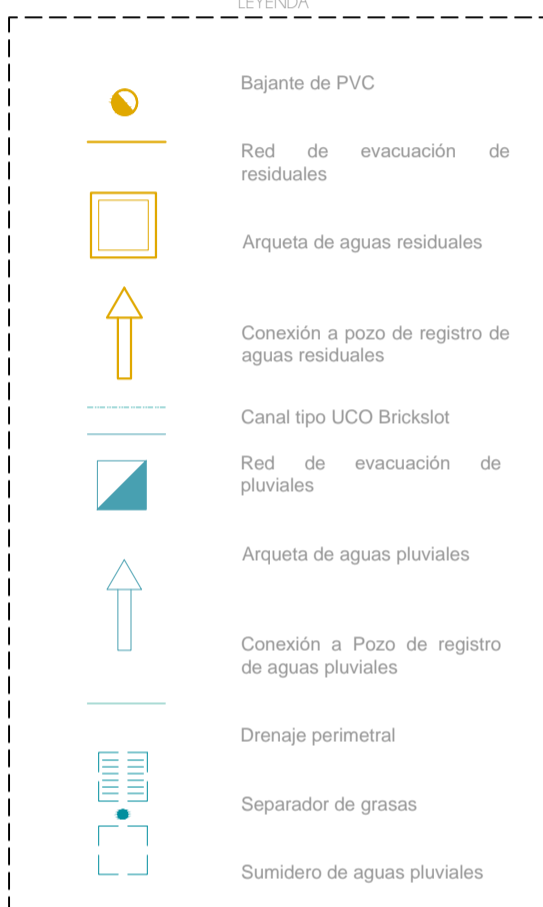 LEYENDA
Bajante de PVC
Red de evacuación de
residuales
Arqueta de aguas residuales
Conexión a pozo de registro de
aguas residuales
Canal tipo UCO Brickslot
Red de evacuación de
pluviales
Arqueta de aguas pluviales
Conexión a Pozo de registro
de aguas pluviales
Drenaje perimetral
Separador de grasas
Sumidero de aguas pluviales